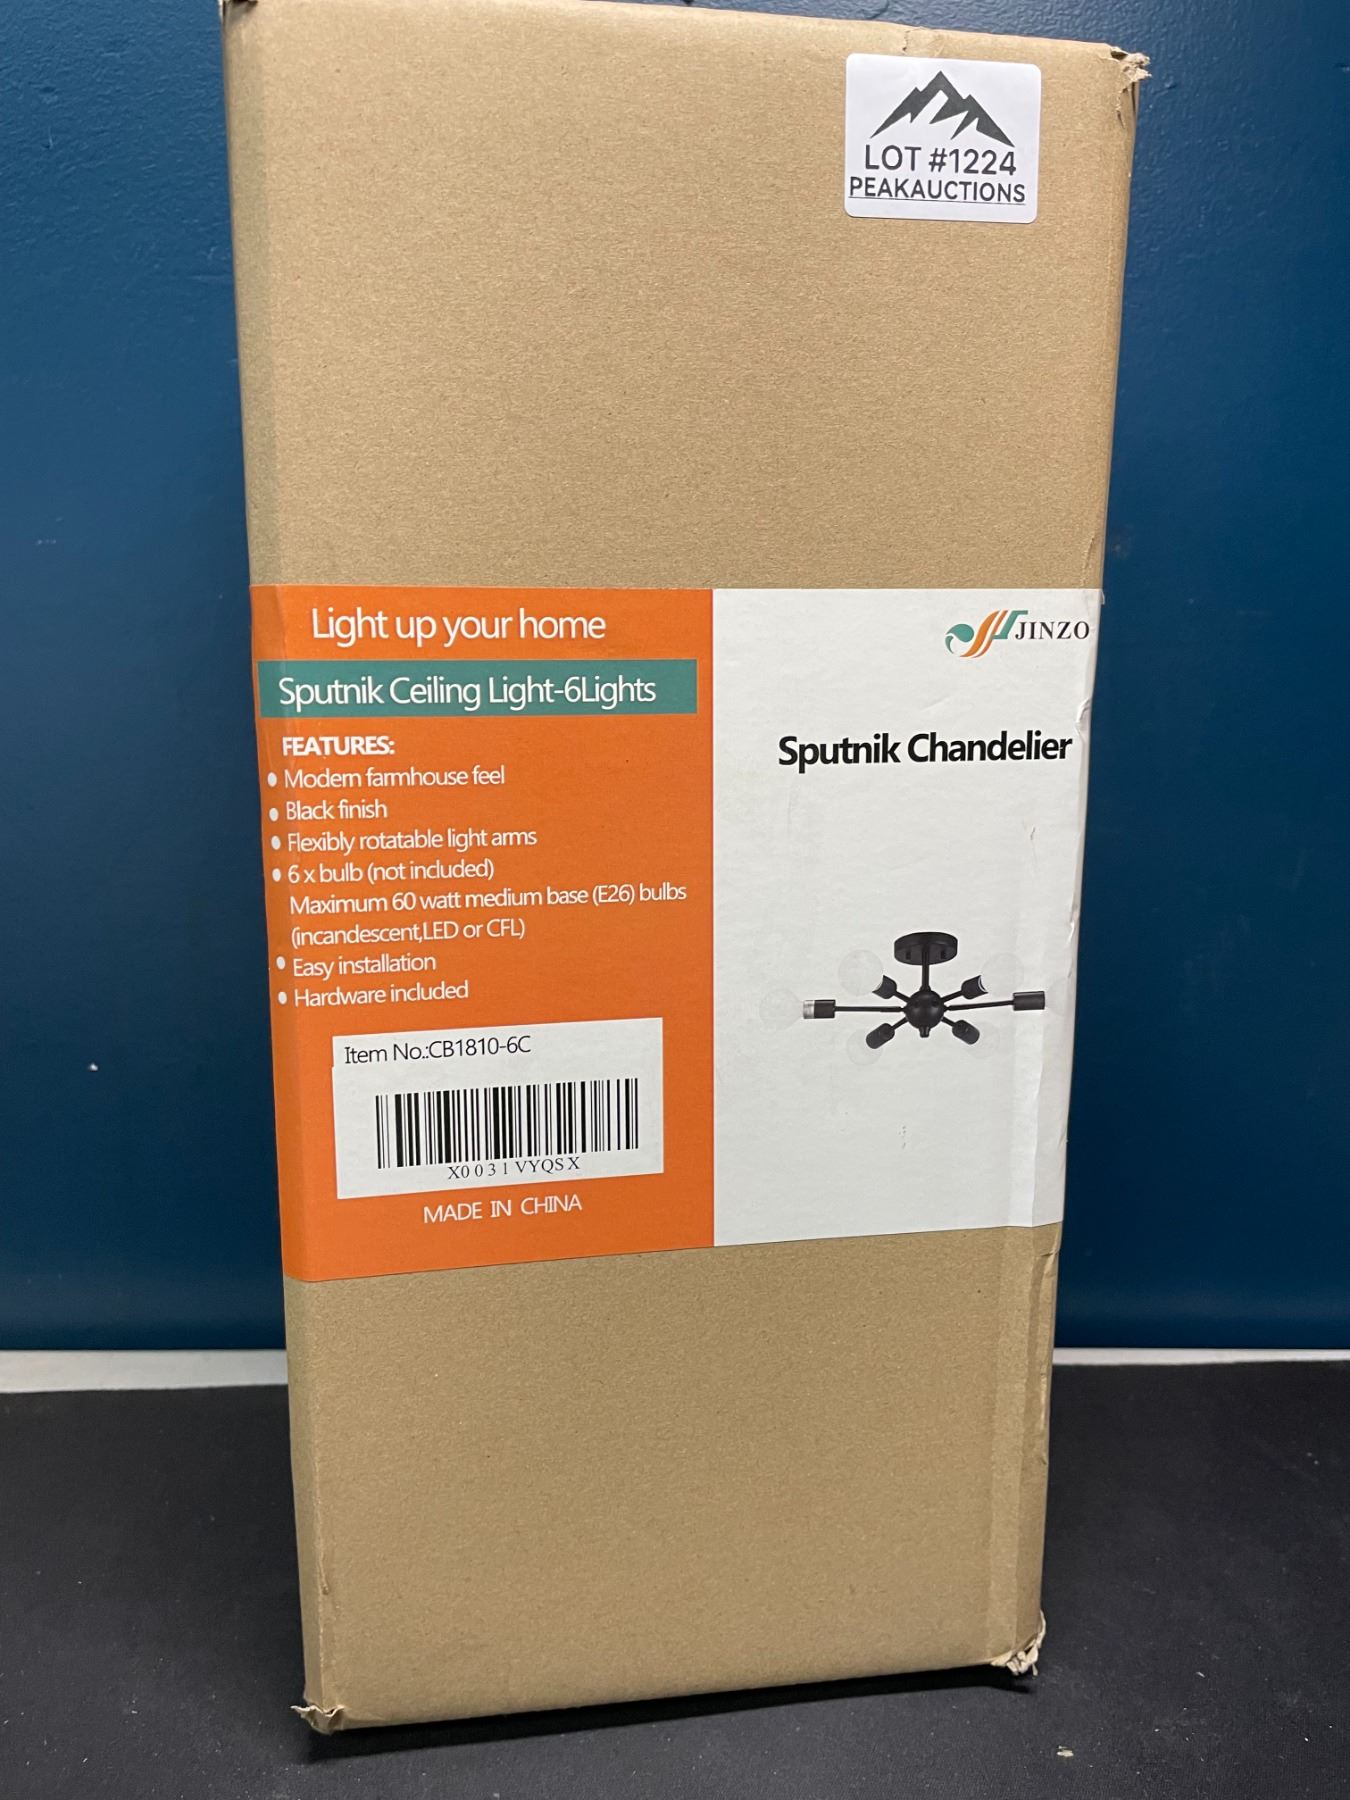 LOT #1224
PEAKAUCTIONS
Light up your home
Sputnik Ceiling Light-6Lights
FEATURES:
• Modern farmhouse feel
• Black finish
• Flexibly rotatable light arms
• 6 x bulb (not included)
Maximum 60 watt medium base (E26) bulbs
(incandescent,LED or CFL)
• Easy installation
• Hardware included
Item No.:CB1810-6C
X0031VYQSX
MADE IN CHINA
JINZO
Sputnik Chandelier